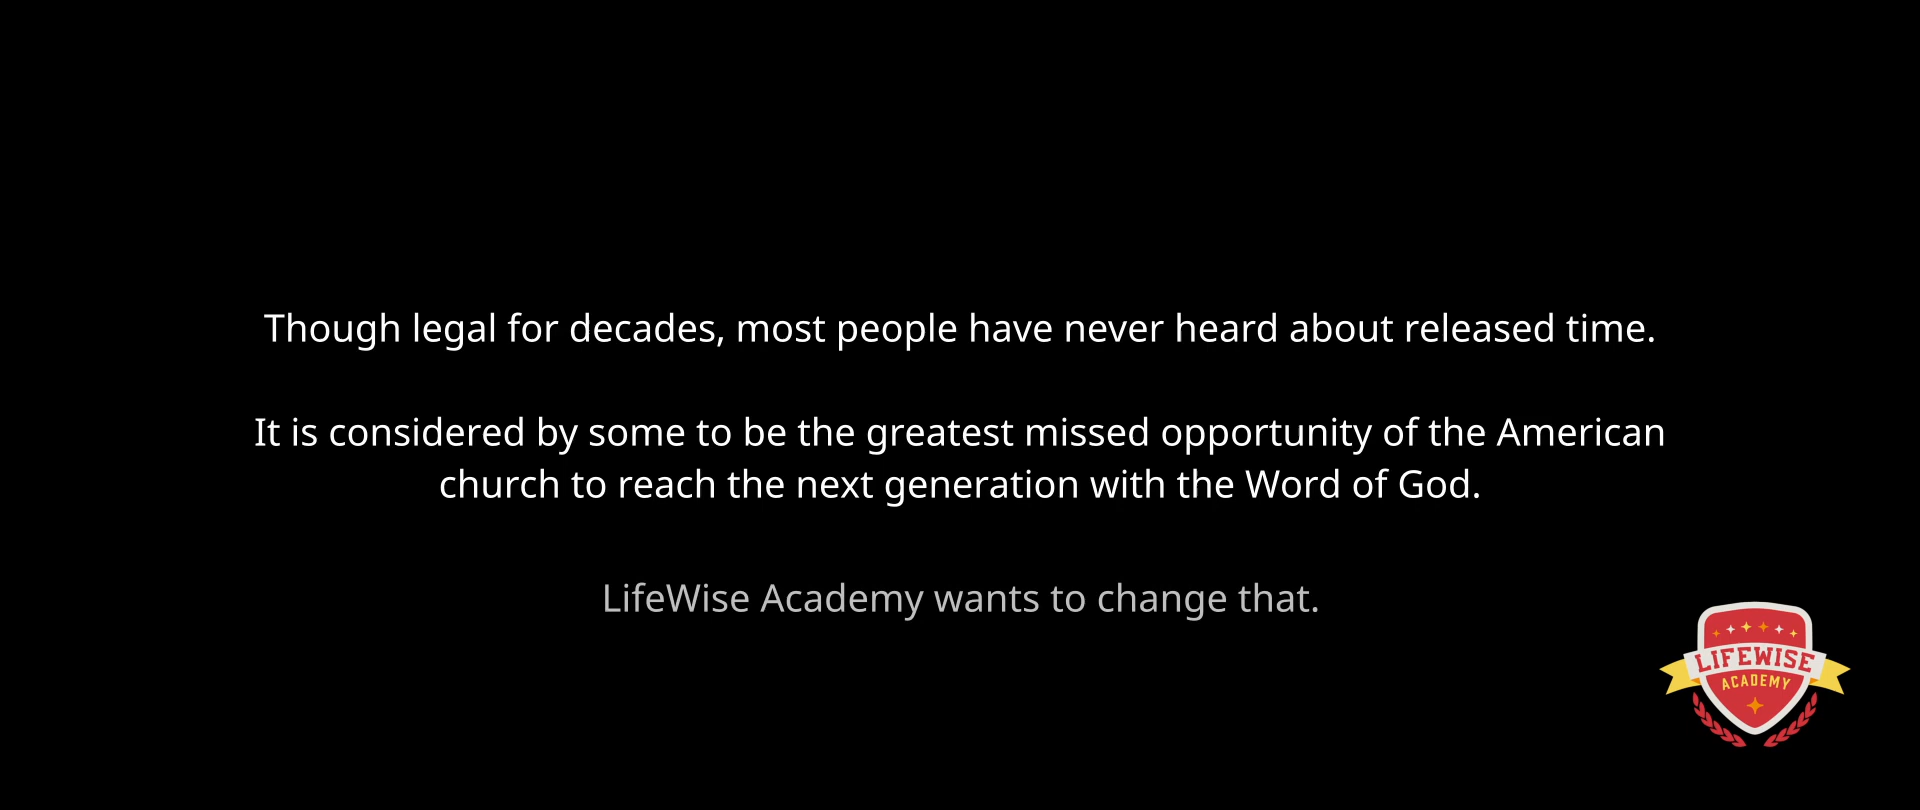 Though legal for decades, most people have never heard about released time.
It is considered by some to be the greatest missed opportunity of the American
church to reach the next generation with the Word of God.
LifeWise Academy wants to change that.
LIFEWISE
ACADEMY